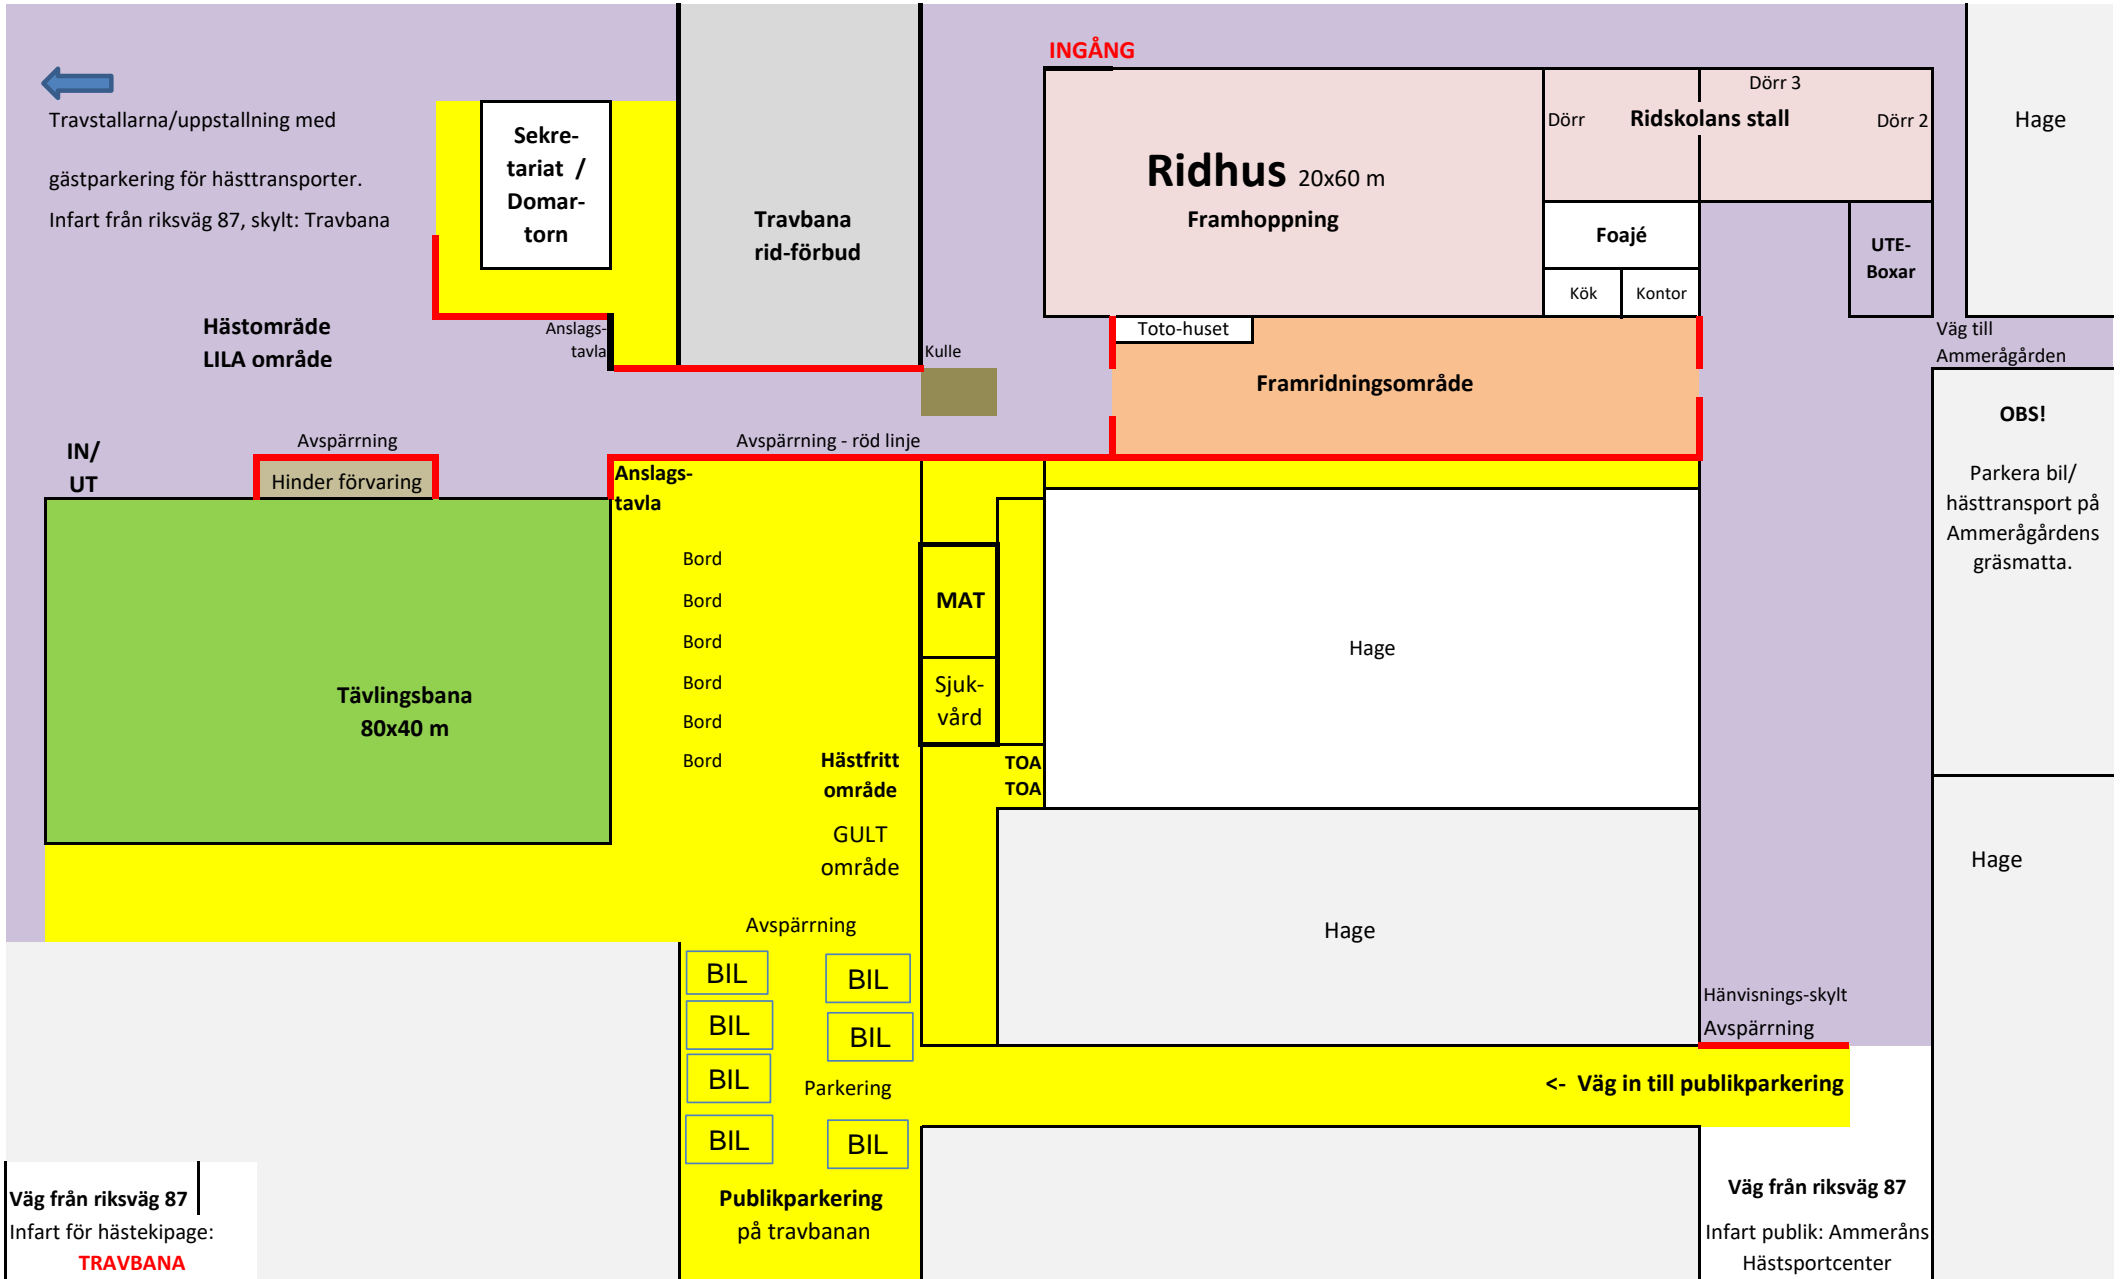 INGÅNG
Travstallarna/uppstallning med
gästparkering för hästtransporter.
Infart från riksväg 87, skylt: Travbana
Sekre-
tariat /
Domar-
torn
Travbana
rid-förbud
Ridhus 20x60 m
Framhoppning
Dörr 3
Dörr
Ridskolans stall
Dörr 2
Foajé
Kök
Kontor
UTE-
Boxar
Hage
Hästområde
LILA område
Anslags-
tavla
Kulle
Toto-huset
Framridningsområde
Väg till
Ammerågården
OBS!
Parkera bil/
hästtransport på
Ammerågårdens
gräsmatta.
IN/
UT
Avspärrning
Hinder förvaring
Avspärrning - röd linje
Anslags-
tavla
Tävlingsbana
80x40 m
Bord
Bord
Bord
Bord
Bord
Bord
MAT
Sjuk-
vård
Hästfritt
område
GULT
område
TOA
TOA
Hage
Hage
Hage
Avspärrning
BIL
BIL
BIL
BIL
BIL
BIL
BIL
Parkering
Publikparkering
på travbanan
Hänvisnings-skylt
Avspärrning
<- Väg in till publikparkering
Väg från riksväg 87
Infart för hästekipage:
TRAVBANA
Väg från riksväg 87
Infart publik: Ammeråns
Hästsportcenter